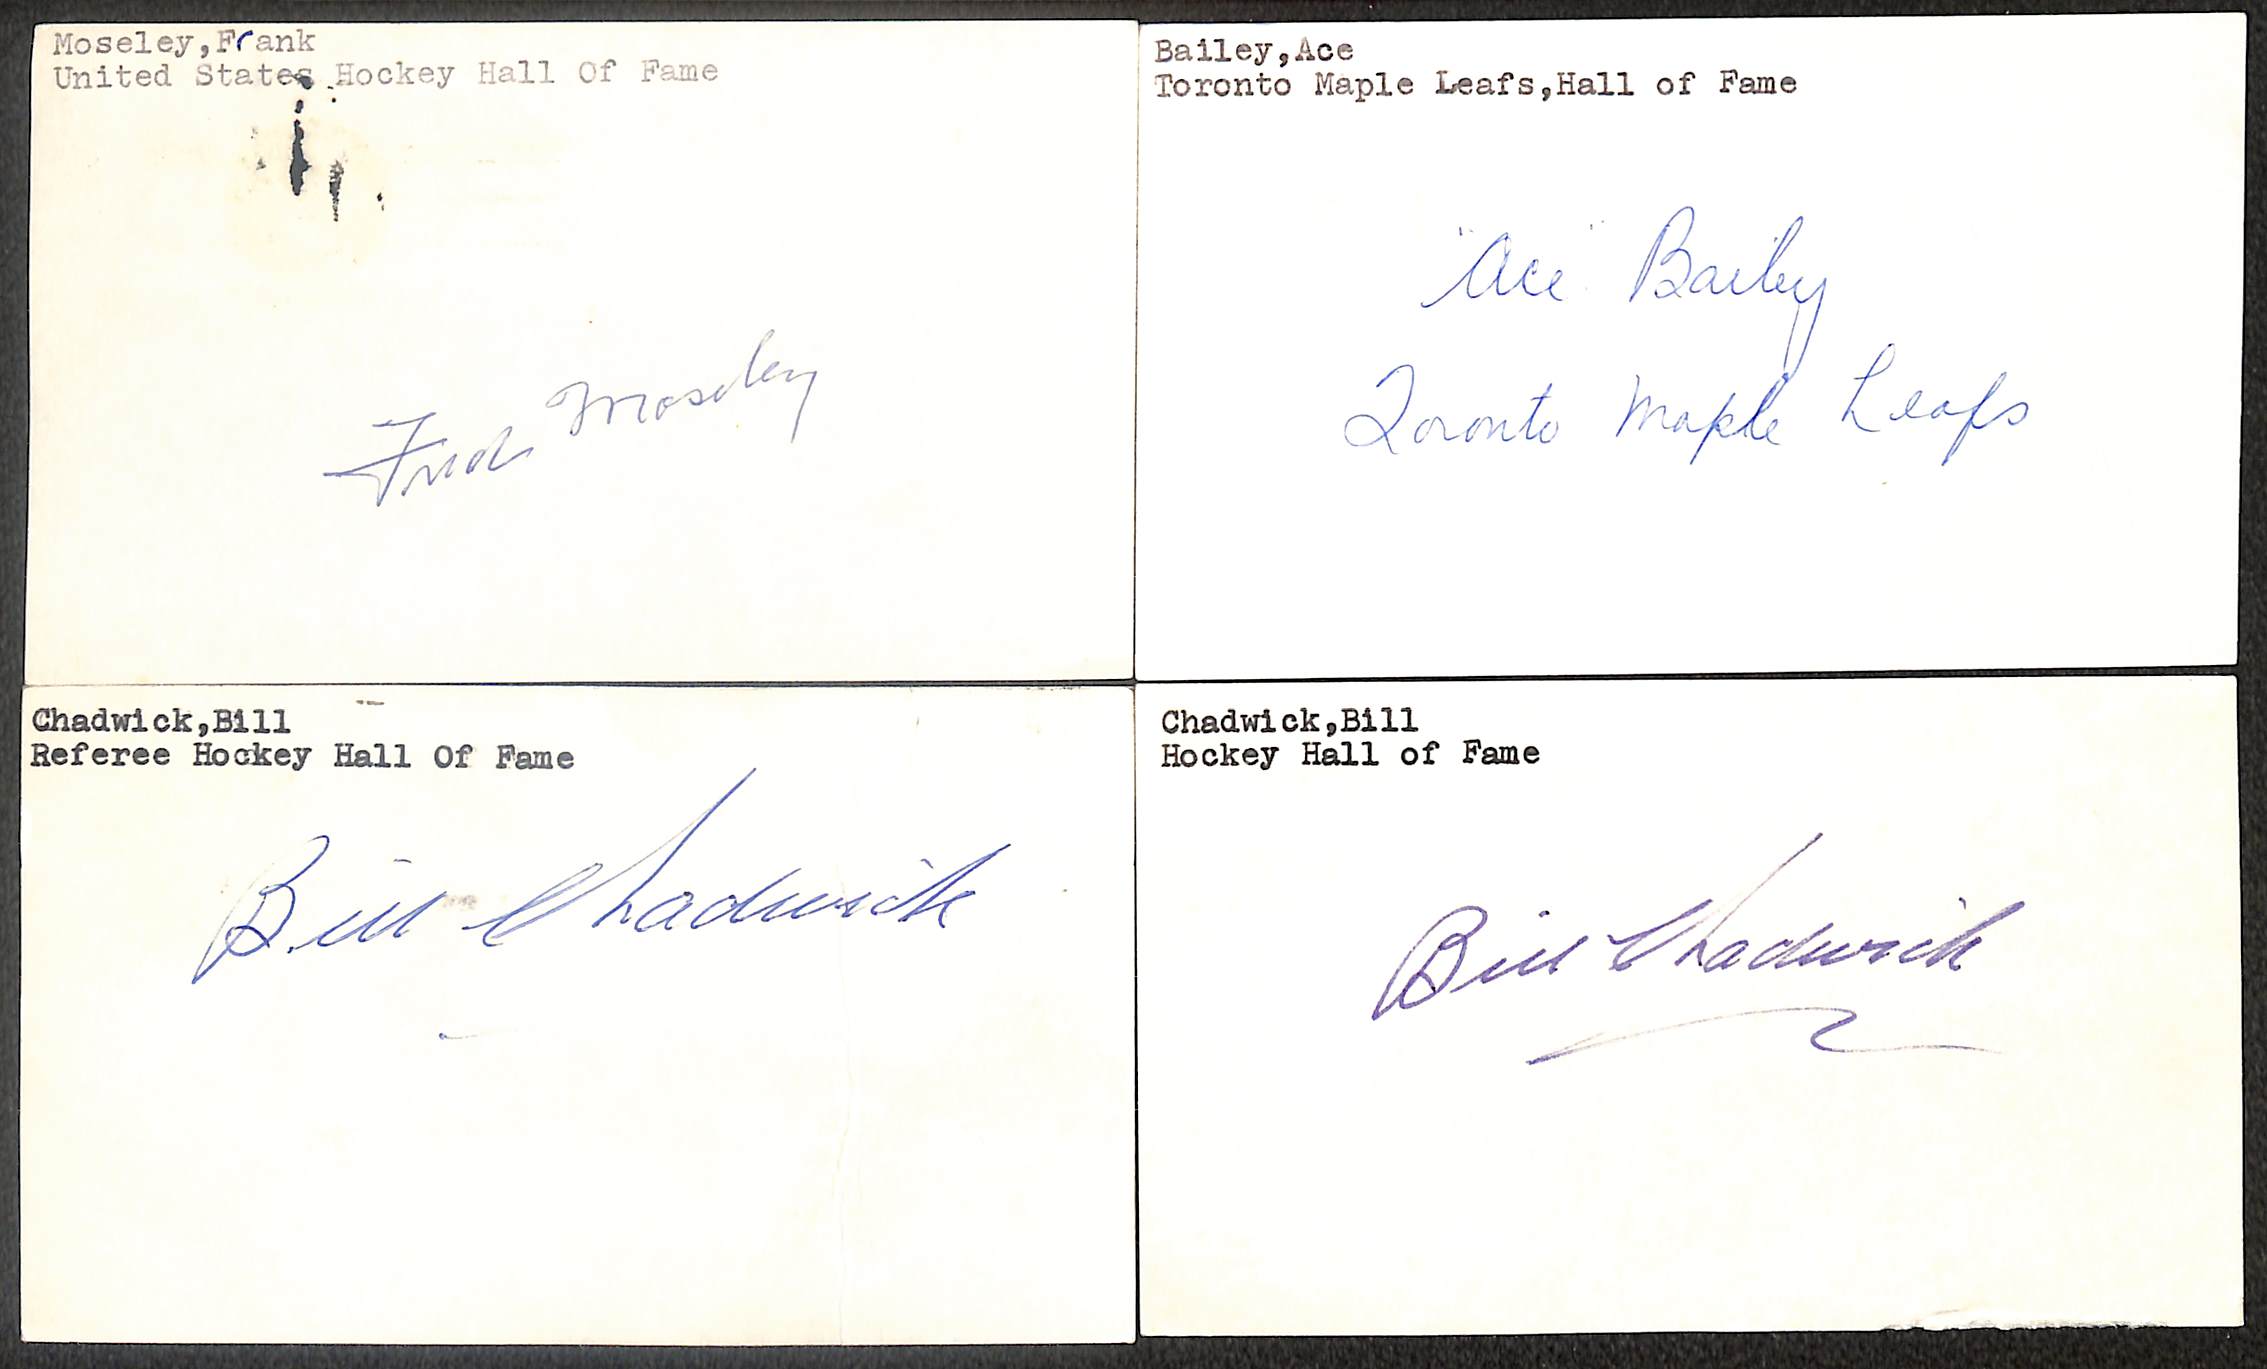 Moseley,Frank
United States Hockey Hall Of Fame
Fred Moseley
Bailey,Ace
Toronto Maple Leafs,Hall of Fame
"Ace" Bailey
Toronto Maple Leafs
Chadwick,Bill
Referee Hockey Hall Of Fame
Bill Chadwick
Chadwick,Bill
Hockey Hall of Fame
Bill Chadwick